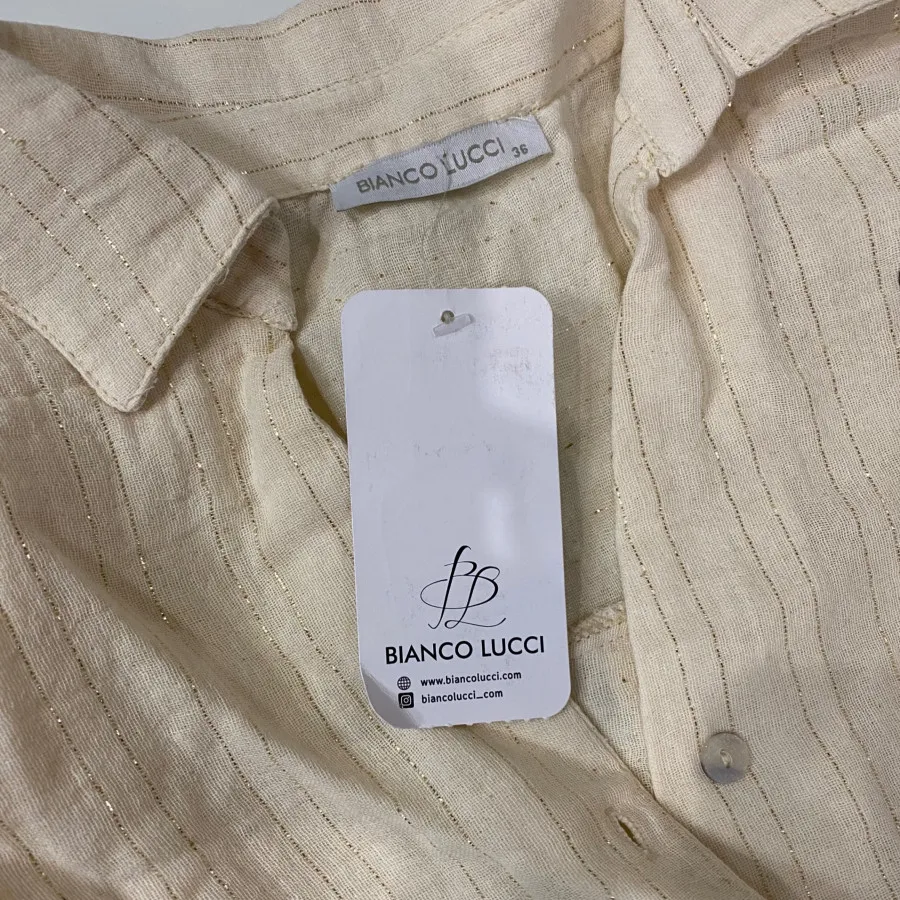 BIANCO LUCCI 36
BL
BIANCO LUCCI
www.biancolucci.com
biancolucci_com